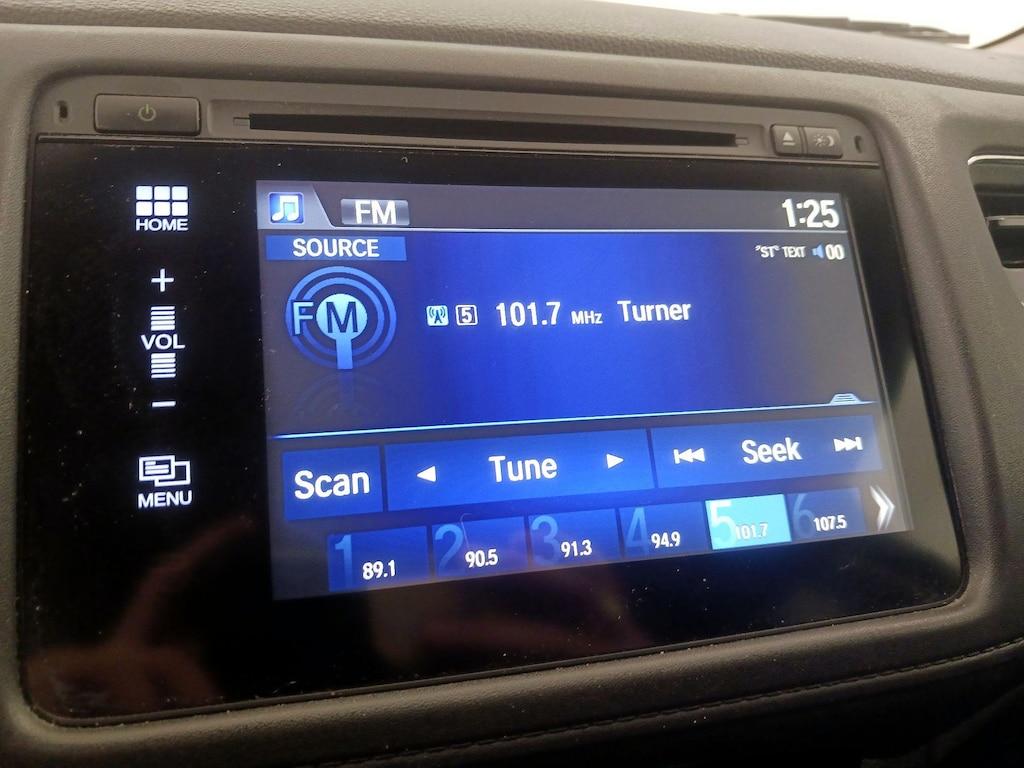 HOME
+
VOL
−
MENU
FM
1:25
SOURCE
"ST" TEXT 00
FM
5 101.7 MHz Turner
Scan Tune Seek
1 89.1 2 90.5 3 91.3 4 94.9 5 101.7 6 107.5